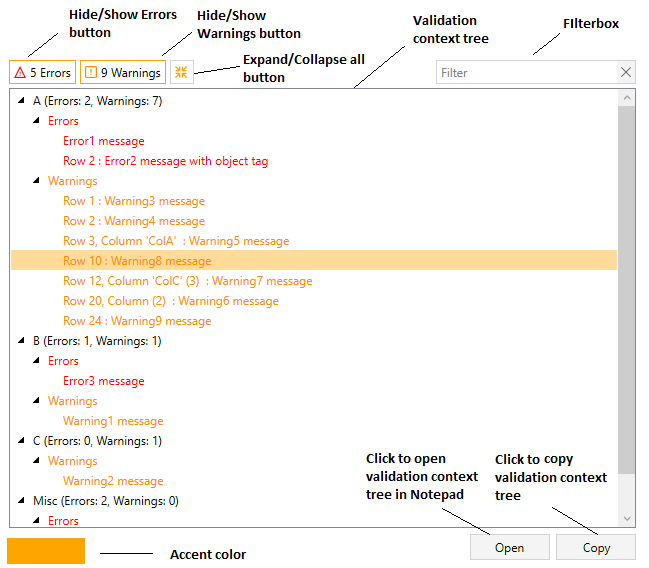 Hide/Show Errors
button
Hide/Show
Warnings button
Expand/Collapse all
button
Validation
context tree
FIlterbox
5 Errors
9 Warnings
Filter
A (Errors: 2, Warnings: 7)
Errors
Error1 message
Row 2 : Error2 message with object tag
Warnings
Row 1 : Warning3 message
Row 2 : Warning4 message
Row 3, Column 'ColA'  : Warning5 message
Row 10 : Warning8 message
Row 12, Column 'ColC' (3)  : Warning7 message
Row 20, Column (2)  : Warning6 message
Row 24 : Warning9 message
B (Errors: 1, Warnings: 1)
Errors
Error3 message
Warnings
Warning1 message
C (Errors: 0, Warnings: 1)
Warnings
Warning2 message
Misc (Errors: 2, Warnings: 0)
Errors
Click to open
validation context
tree in Notepad
Click to copy
validation context
tree
Open
Copy
Accent color